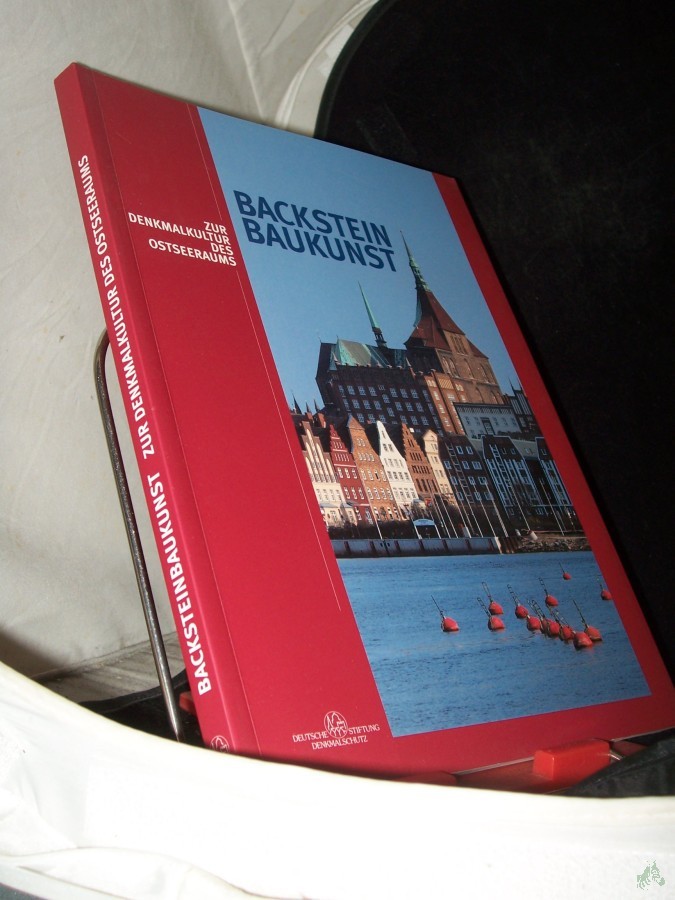 BACKSTEINBAUKUNST ZUR DENKMALKULTUR DES OSTSEERAUMS
ZUR
DENKMALKULTUR
DES
OSTSEERAUMS
BACKSTEIN
BAUKUNST
DEUTSCHE STIFTUNG
DENKMALSCHUTZ